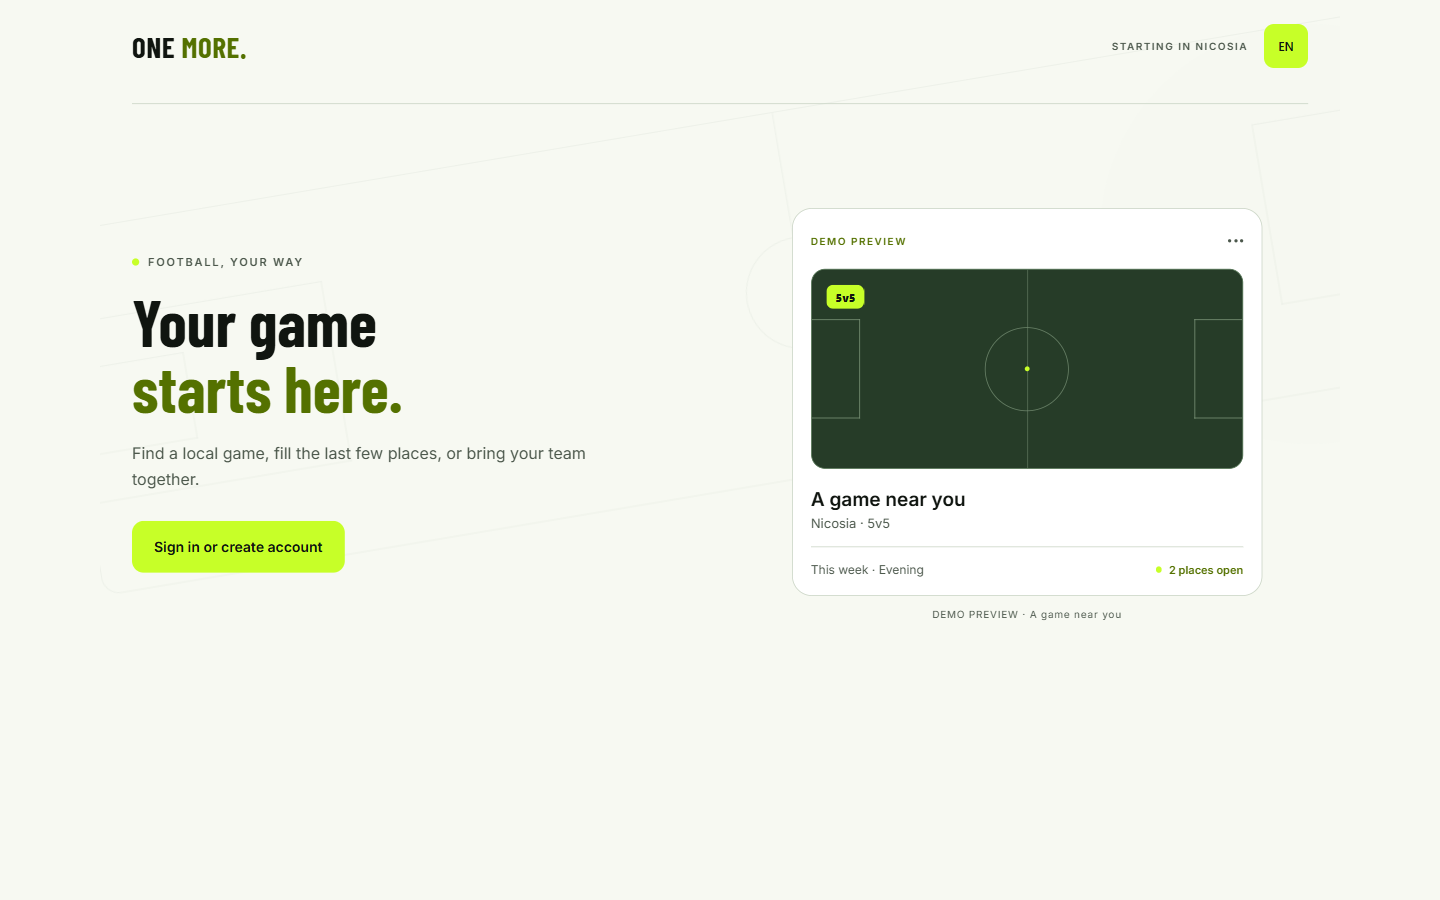 ONE MORE.
STARTING IN NICOSIA
EN
FOOTBALL, YOUR WAY
Your game
starts here.
Find a local game, fill the last few places, or bring your team
together.
Sign in or create account
DEMO PREVIEW
5v5
A game near you
Nicosia · 5v5
This week · Evening
2 places open
DEMO PREVIEW · A game near you